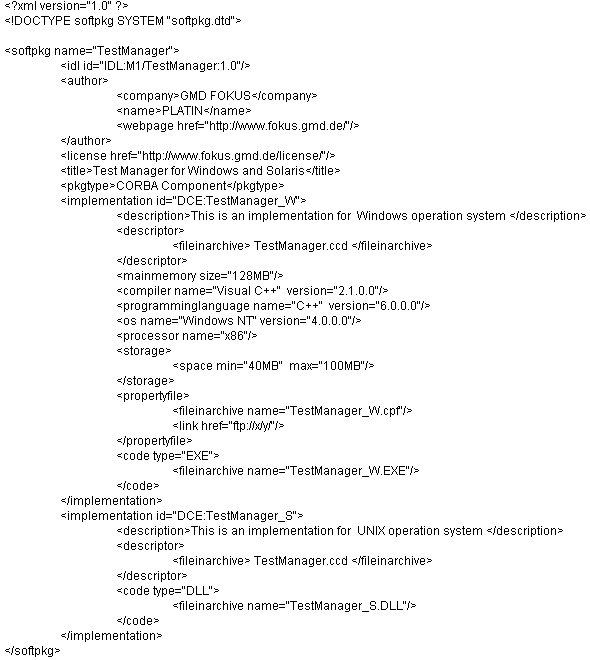 <?xml version="1.0" ?>
<!DOCTYPE softpkg SYSTEM "softpkg.dtd">
<softpkg name="TestManager">
<idl id="IDL:M1/TestManager:1.0"/>
<author>
<company>GMD FOKUS</company>
<name>PLATIN</name>
<webpage href="http://www.fokus.gmd.de/"/>
</author>
<license href="http://www.fokus.gmd.de/license/"/>
<title>Test Manager for Windows and Solaris</title>
<pkgtype>CORBA Component</pkgtype>
<implementation id="DCE:TestManager_W">
<description>This is an implementation for Windows operation system </description>
<descriptor>
<fileinarchive> TestManager.ccd </fileinarchive>
</descriptor>
<mainmemory size="128MB"/>
<compiler name="Visual C++" version="2.1.0.0"/>
<programminglanguage name="C++" version="6.0.0.0"/>
<os name="Windows NT" version="4.0.0.0"/>
<processor name="x86"/>
<storage>
<space min="40MB" max="100MB"/>
</storage>
<propertyfile>
<fileinarchive name="TestManager_W.cpf"/>
<link href="ftp://x/y/"/>
</propertyfile>
<code type="EXE">
<fileinarchive name="TestManager_W.EXE"/>
</code>
</implementation>
<implementation id="DCE:TestManager_S">
<description>This is an implementation for UNIX operation system </description>
<descriptor>
<fileinarchive> TestManager.ccd </fileinarchive>
</descriptor>
<code type="DLL">
<fileinarchive name="TestManager_S.DLL"/>
</code>
</implementation>
</softpkg>